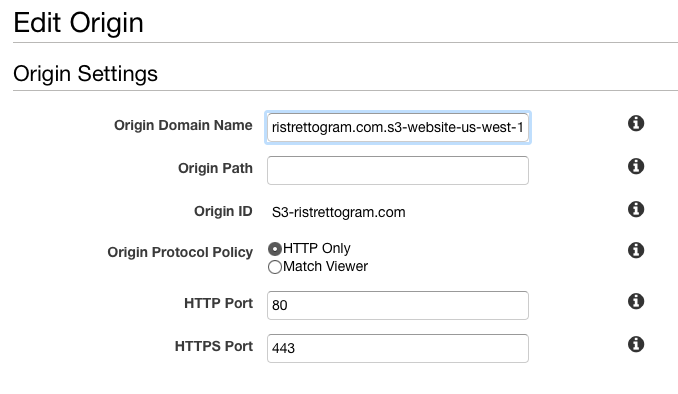 Edit Origin
Origin Settings
Origin Domain Name ristrettogram.com.s3-website-us-west-1
Origin Path
Origin ID S3-ristrettogram.com
Origin Protocol Policy HTTP Only
Match Viewer
HTTP Port 80
HTTPS Port 443